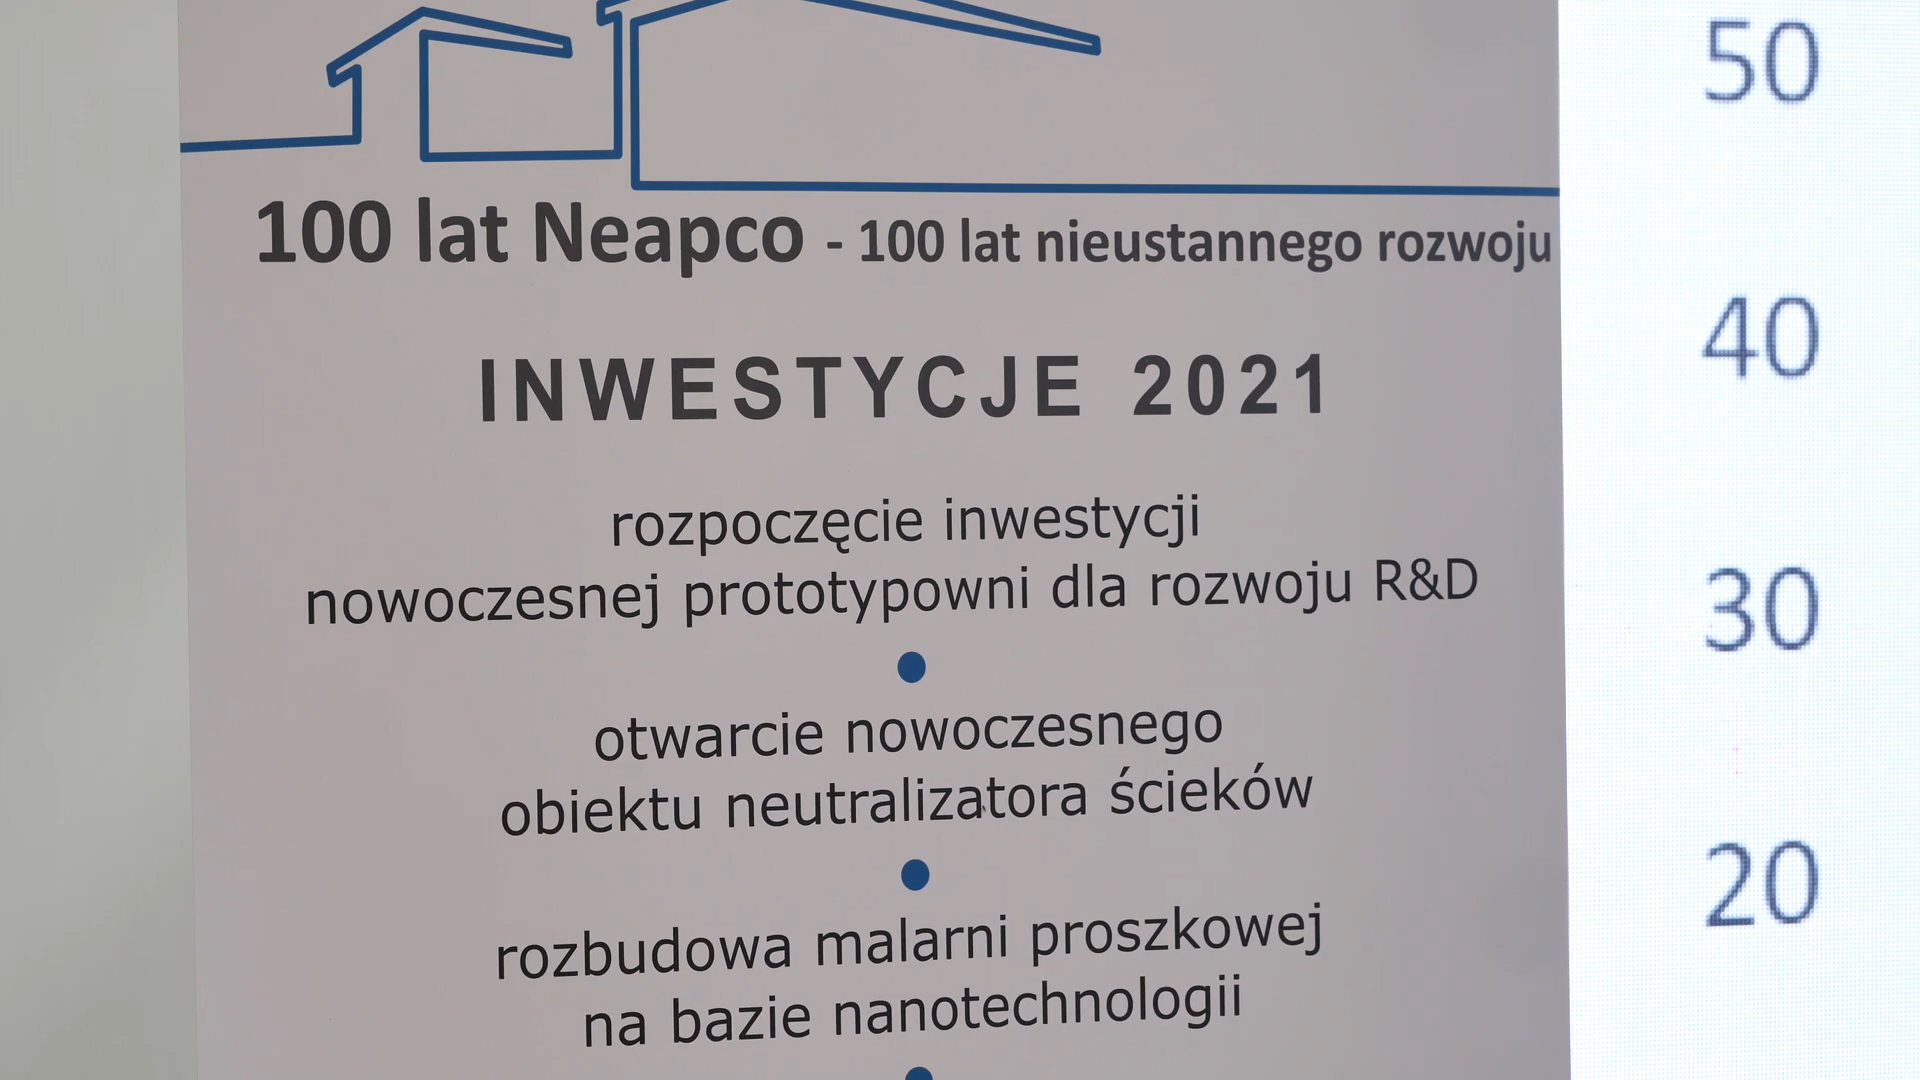 100 lat Neapco - 100 lat nieustannego rozwoju
INWESTYCJE 2021
rozpoczęcie inwestycji
nowoczesnej prototypowni dla rozwoju R&D
•
otwarcie nowoczesnego
obiektu neutralizatora ścieków
•
rozbudowa malarni proszkowej
na bazie nanotechnologii
•
50
40
30
20